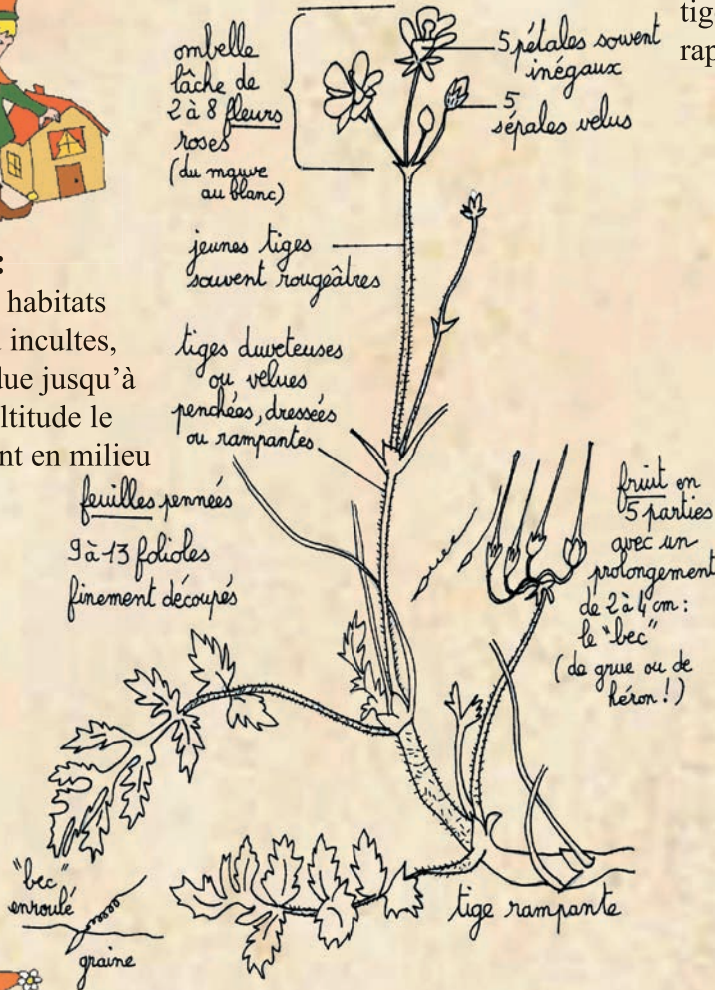 tig
rap
ombelle
lâche de
2 à 8 fleurs
roses
(du mauve
au blanc)
5 pétales souvent
inégaux
5
sépales velus
jeunes tiges
souvent rougeâtres
:
habitats
incultes,
due jusqu'à
ltitude le
nt en milieu
tiges duveteuses
ou velues
penchées, dressées
ou rampantes
feuilles pennées
9 à 13 folioles
finement découpés
fruit en
5 parties
avec un
prolongement
de 2 à 4 cm :
le "bec"
(de grue ou de
héron !)
"bec"
enroulé
graine
tige rampante